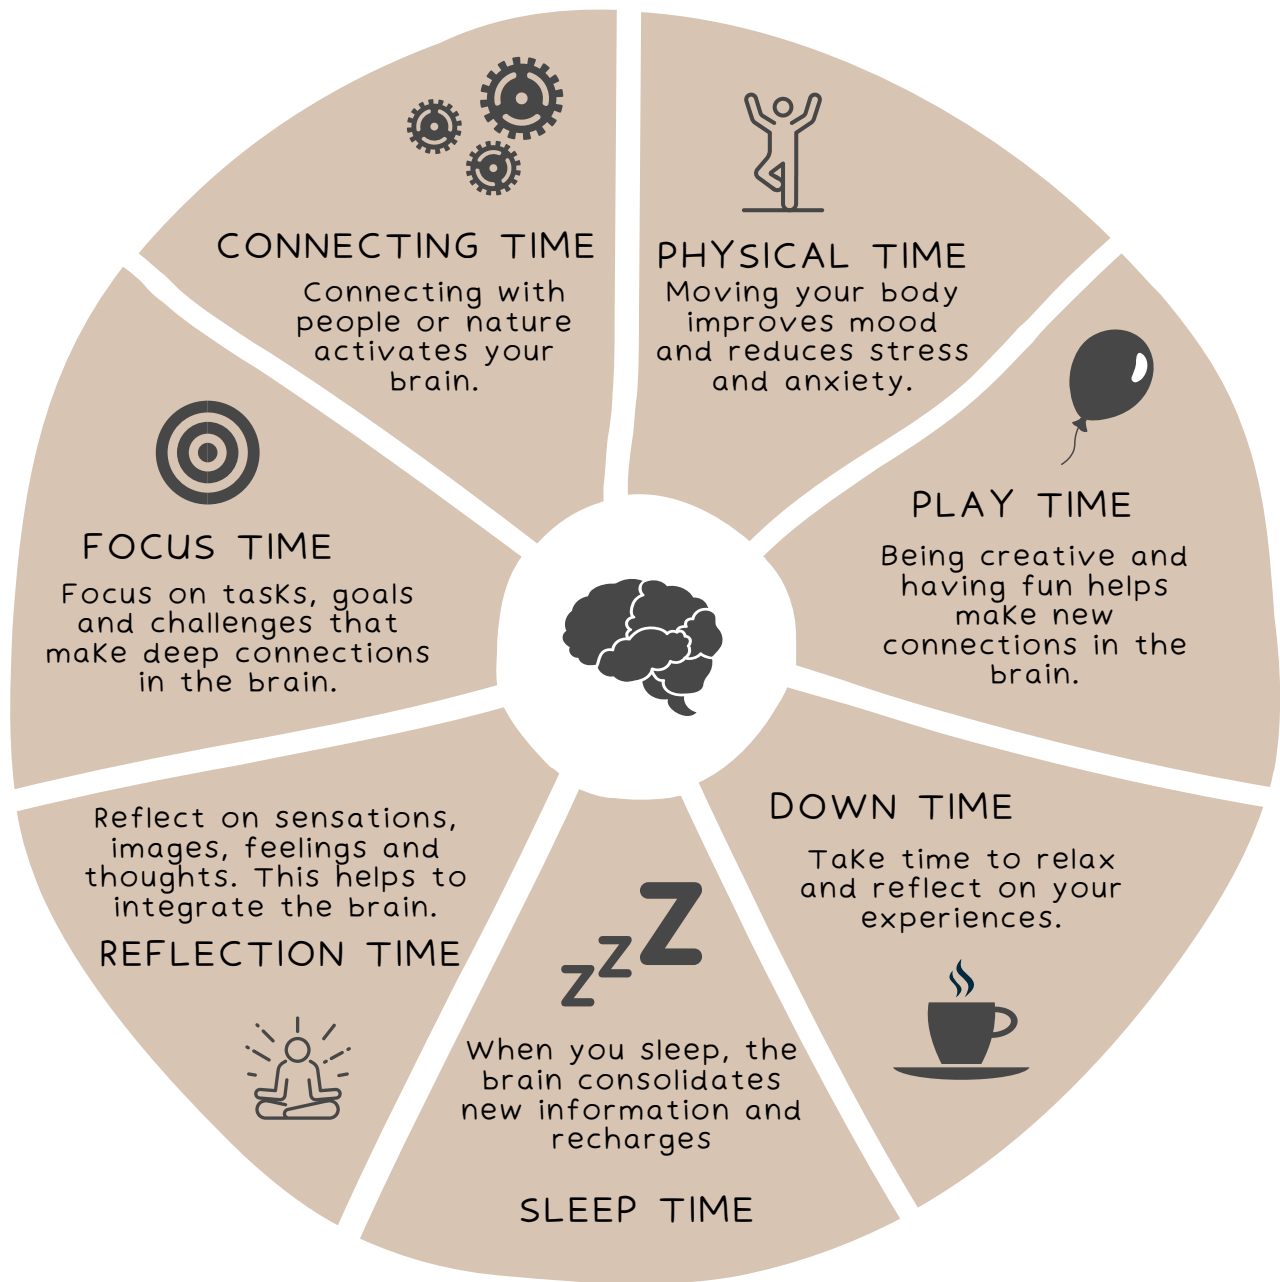 CONNECTING TIME
Connecting with
people or nature
activates your
brain.
PHYSICAL TIME
Moving your body
improves mood
and reduces stress
and anxiety.
PLAY TIME
Being creative and
having fun helps
make new
connections in the
brain.
DOWN TIME
Take time to relax
and reflect on your
experiences.
zzZ
When you sleep, the
brain consolidates
new information and
recharges
SLEEP TIME
Reflect on sensations,
images, feelings and
thoughts. This helps to
integrate the brain.
REFLECTION TIME
FOCUS TIME
Focus on tasks, goals
and challenges that
make deep connections
in the brain.